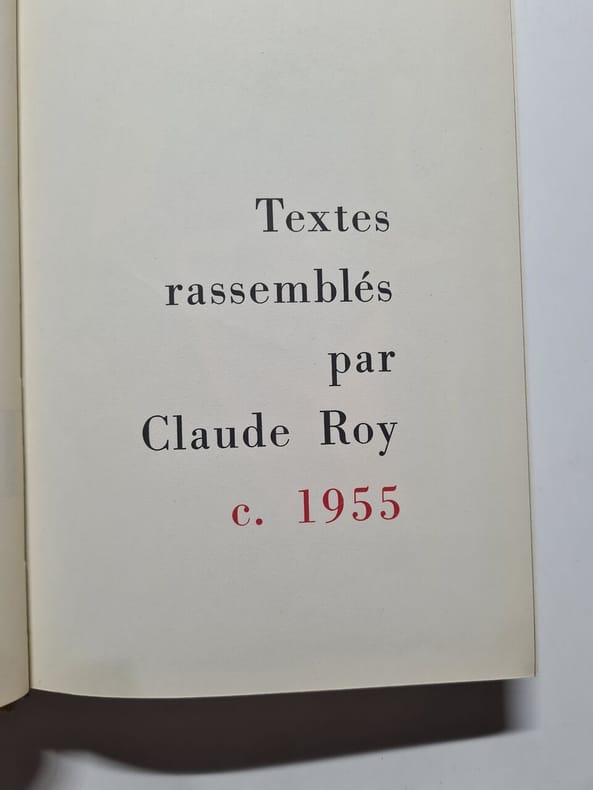 Textes
rassemblés
par
Claude Roy
c. 1955